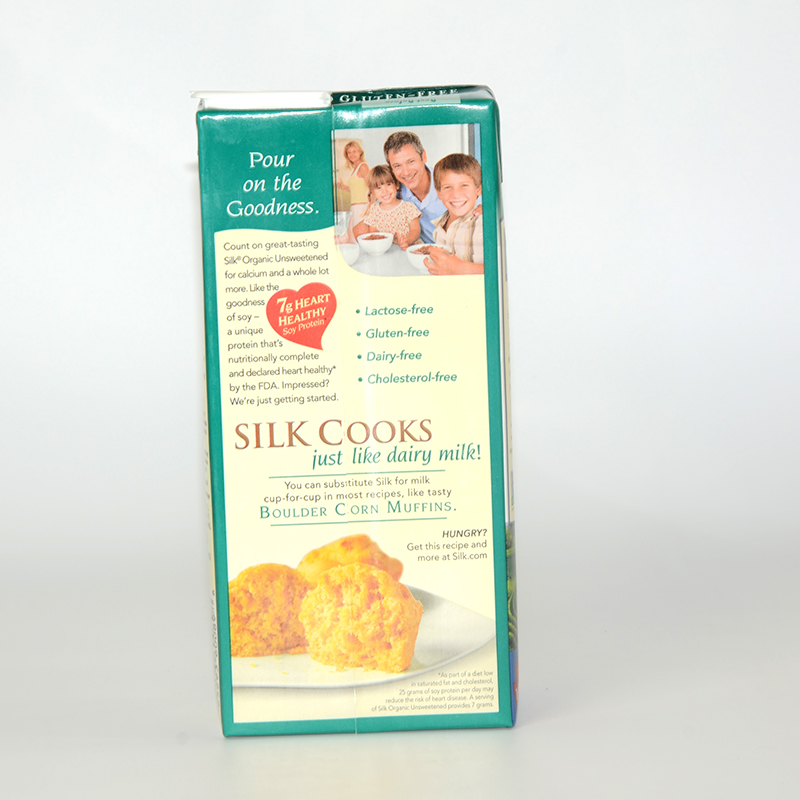 GLUTEN-FREE
Pour
on the
Goodness.
Count on great-tasting
Silk® Organic Unsweetened
for calcium and a whole lot
more. Like the
goodness
of soy –
a unique
protein that's
nutritionally complete
and declared heart healthy*
by the FDA. Impressed?
We're just getting started.
7g HEART
HEALTHY
Soy Protein
• Lactose-free
• Gluten-free
• Dairy-free
• Cholesterol-free
SILK COOKS
just like dairy milk!
You can substitute Silk for milk
cup-for-cup in most recipes, like tasty
BOULDER CORN MUFFINS.
HUNGRY?
Get this recipe and
more at Silk.com
*As part of a diet low
in saturated fat and cholesterol,
25 grams of soy protein per day may
reduce the risk of heart disease. A serving
of Silk Organic Unsweetened provides 7 grams